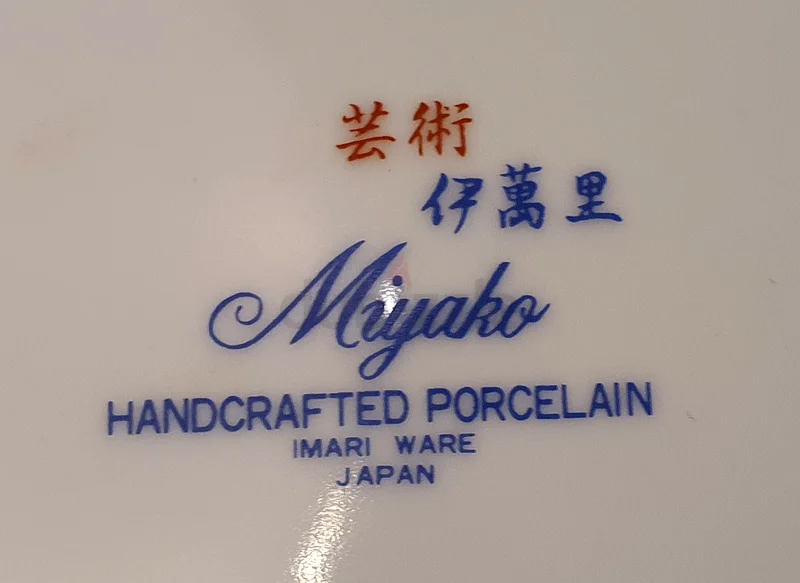 芸術
伊萬里
Miyako
HANDCRAFTED PORCELAIN
IMARI WARE
JAPAN